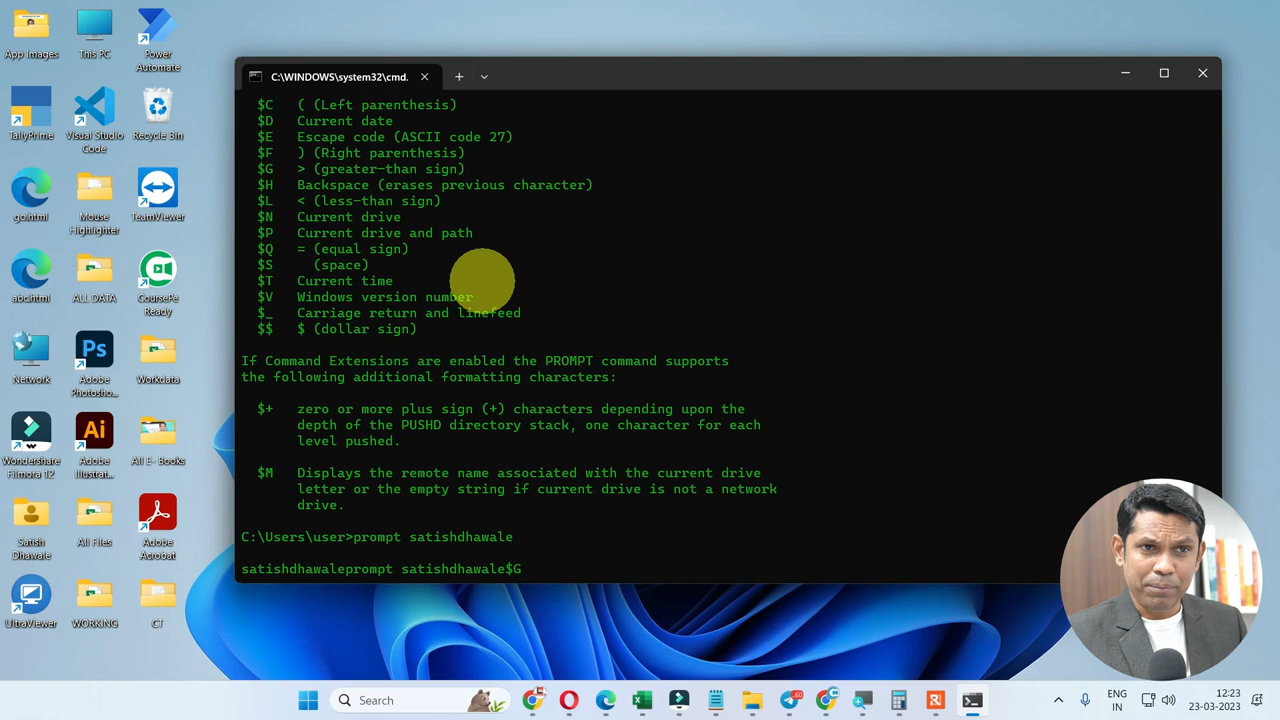 App Images
This PC
Power Automate
TallyPrime
Visual Studio Code
Recycle Bin
go.html
Mouse Highlighter
TeamViewer
abc.html
ALL DATA
CoursePe Ready
Network
Ps
Adobe Photosho...
Workdata
Wondershare Filmora 12
Ai
Adobe Illustrat...
All E- Books
Satish Dhawale
All Files
Adobe Acrobat
UltraViewer
WORKING
CT
C:\WINDOWS\system32\cmd.
$C ( (Left parenthesis)
$D Current date
$E Escape code (ASCII code 27)
$F ) (Right parenthesis)
$G > (greater-than sign)
$H Backspace (erases previous character)
$L < (less-than sign)
$N Current drive
$P Current drive and path
$Q = (equal sign)
$S (space)
$T Current time
$V Windows version number
$_ Carriage return and linefeed
$$ $ (dollar sign)
If Command Extensions are enabled the PROMPT command supports
the following additional formatting characters:
$+ zero or more plus sign (+) characters depending upon the
depth of the PUSHD directory stack, one character for each
level pushed.
$M Displays the remote name associated with the current drive
letter or the empty string if current drive is not a network
drive.
C:\Users\user>prompt satishdhawale
satishdhawaleprompt satishdhawale$G
Search
ENG
IN
12:23
23-03-2023